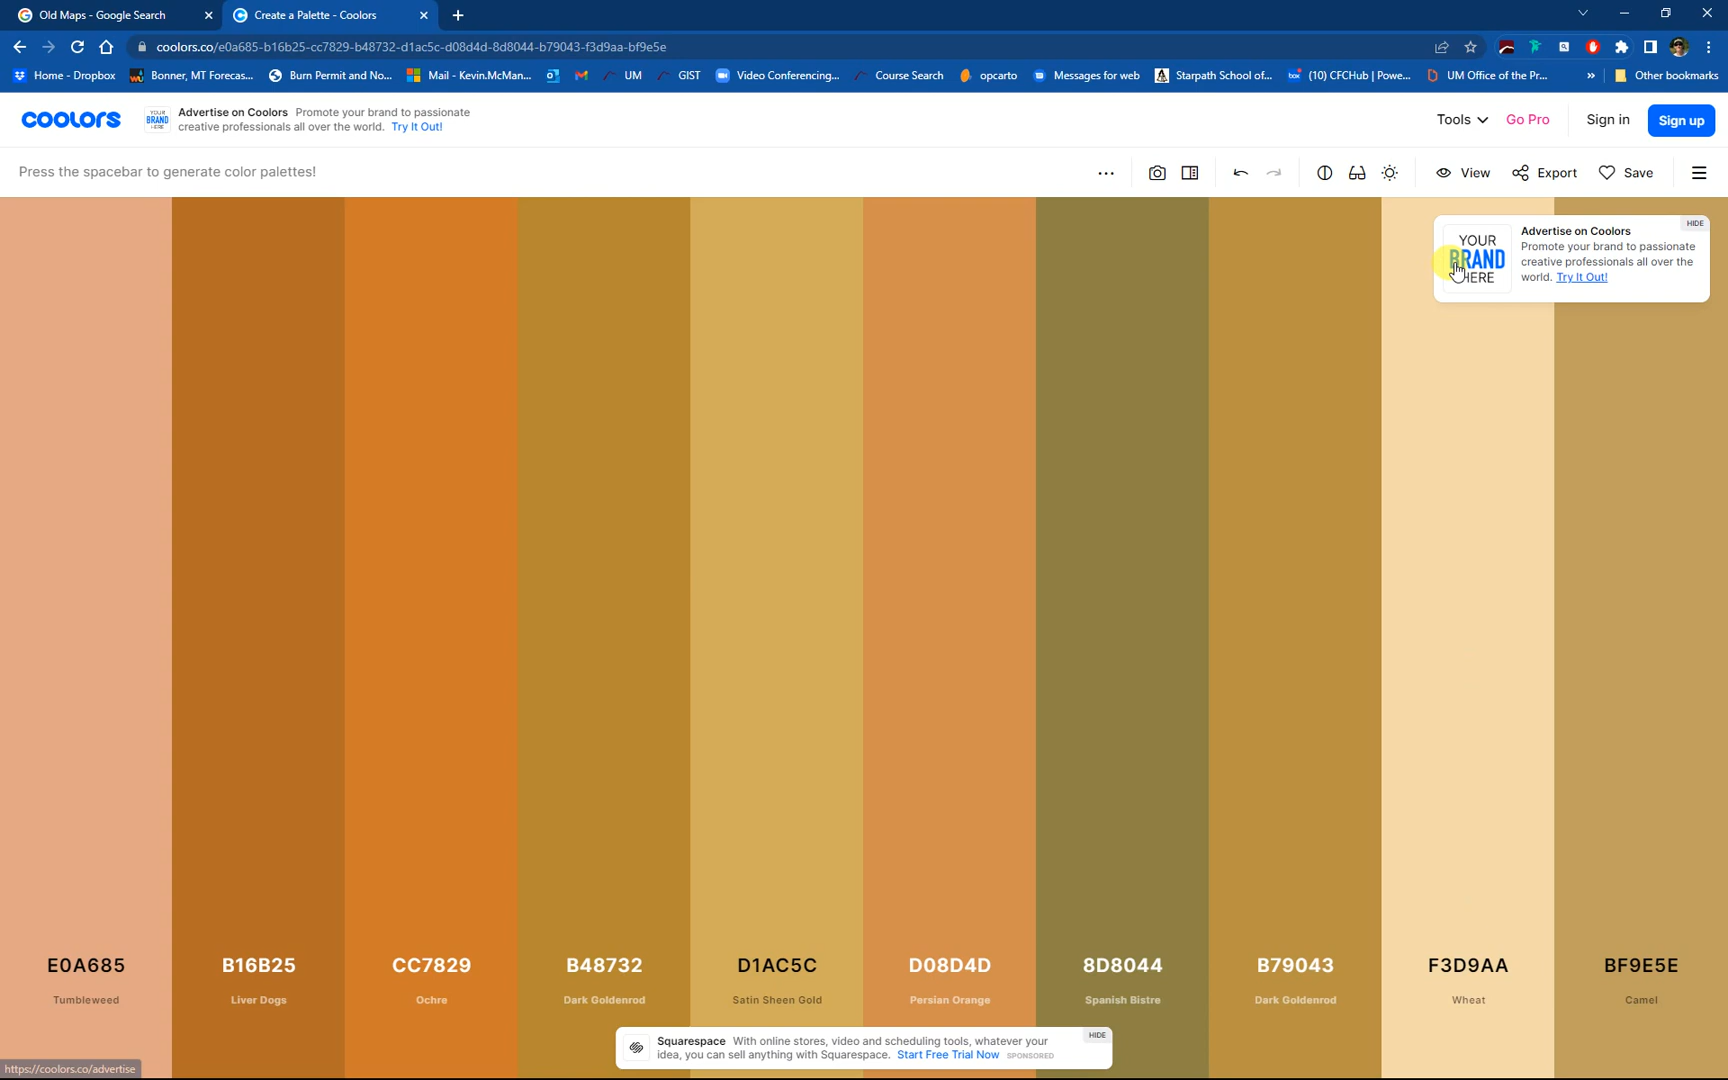 Old Maps - Google Search
Create a Palette - Coolors
coolors.co/e0a685-b16b25-cc7829-b48732-d1ac5c-d08d4d-8d8044-b79043-f3d9aa-bf9e5e
Home - Dropbox
Bonner, MT Forecas...
Burn Permit and No...
Mail - Kevin.McMan...
UM
GIST
Video Conferencing...
Course Search
opcarto
Messages for web
Starpath School of...
(10) CFCHub | Powe...
UM Office of the Pr...
»
Other bookmarks
coolors
YOUR
BRAND
HERE
Advertise on Coolors Promote your brand to passionate
creative professionals all over the world. Try It Out!
Tools
Go Pro
Sign in
Sign up
Press the spacebar to generate color palettes!
View
Export
Save
YOUR
BRAND
HERE
Advertise on Coolors
Promote your brand to passionate
creative professionals all over the
world. Try It Out!
HIDE
E0A685
B16B25
CC7829
B48732
D1AC5C
D08D4D
8D8044
B79043
F3D9AA
BF9E5E
Tumbleweed
Liver Dogs
Ochre
Dark Goldenrod
Satin Sheen Gold
Persian Orange
Spanish Bistre
Dark Goldenrod
Wheat
Camel
Squarespace With online stores, video and scheduling tools, whatever your
idea, you can sell anything with Squarespace. Start Free Trial Now SPONSORED
HIDE
https://coolors.co/advertise